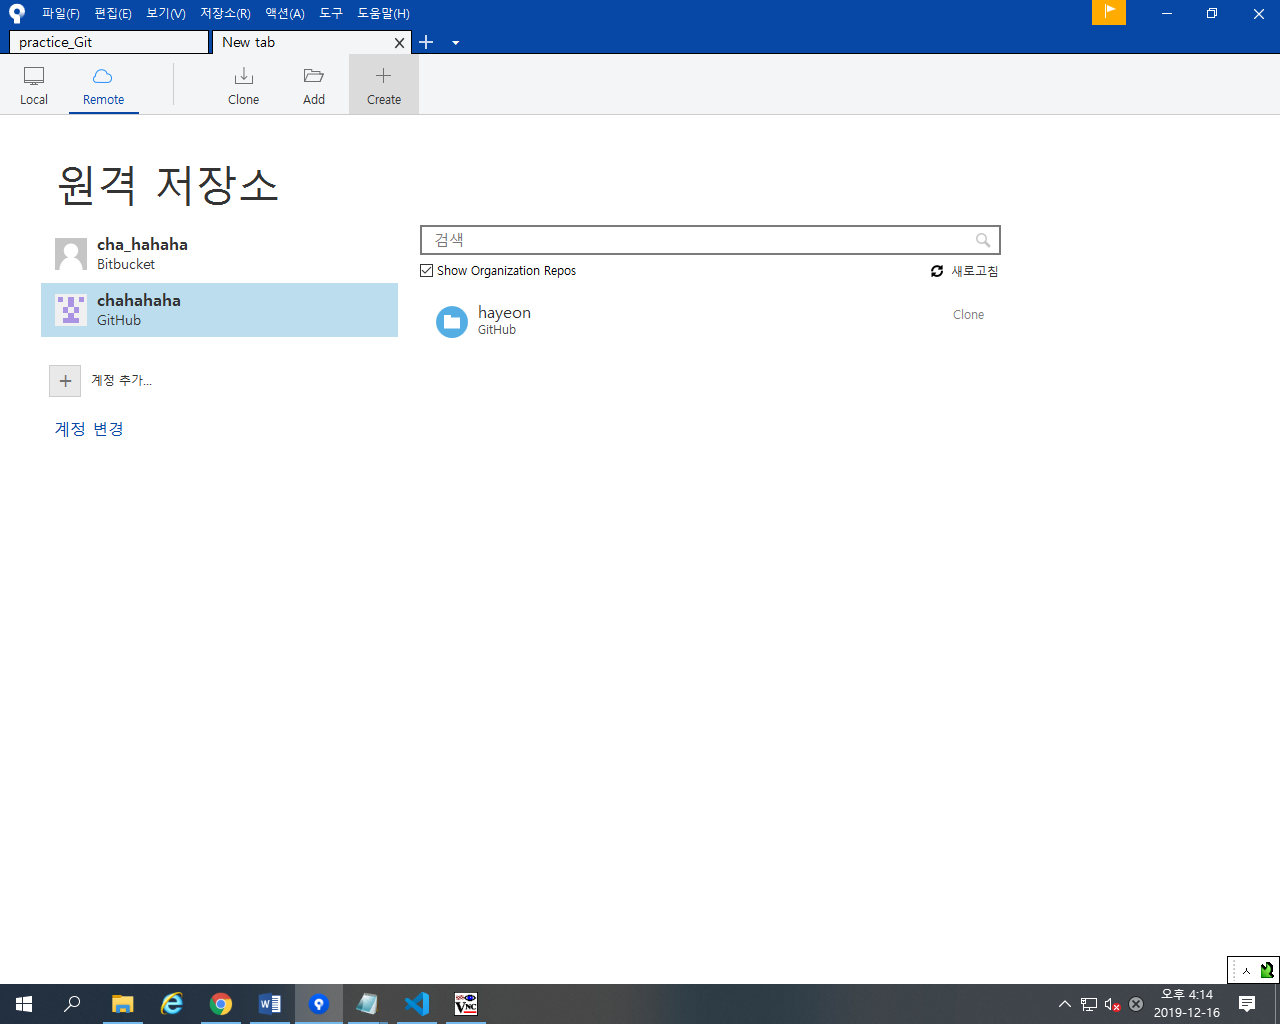 파일(F) 편집(E) 보기(V) 저장소(R) 액션(A) 도구 도움말(H)
practice_Git New tab
Local Remote Clone Add Create
원격 저장소
cha_hahaha
Bitbucket
chahahaha
GitHub
계정 추가...
계정 변경
검색
Show Organization Repos 새로고침
hayeon Clone
GitHub
ㅅ
오후 4:14
2019-12-16
VNC